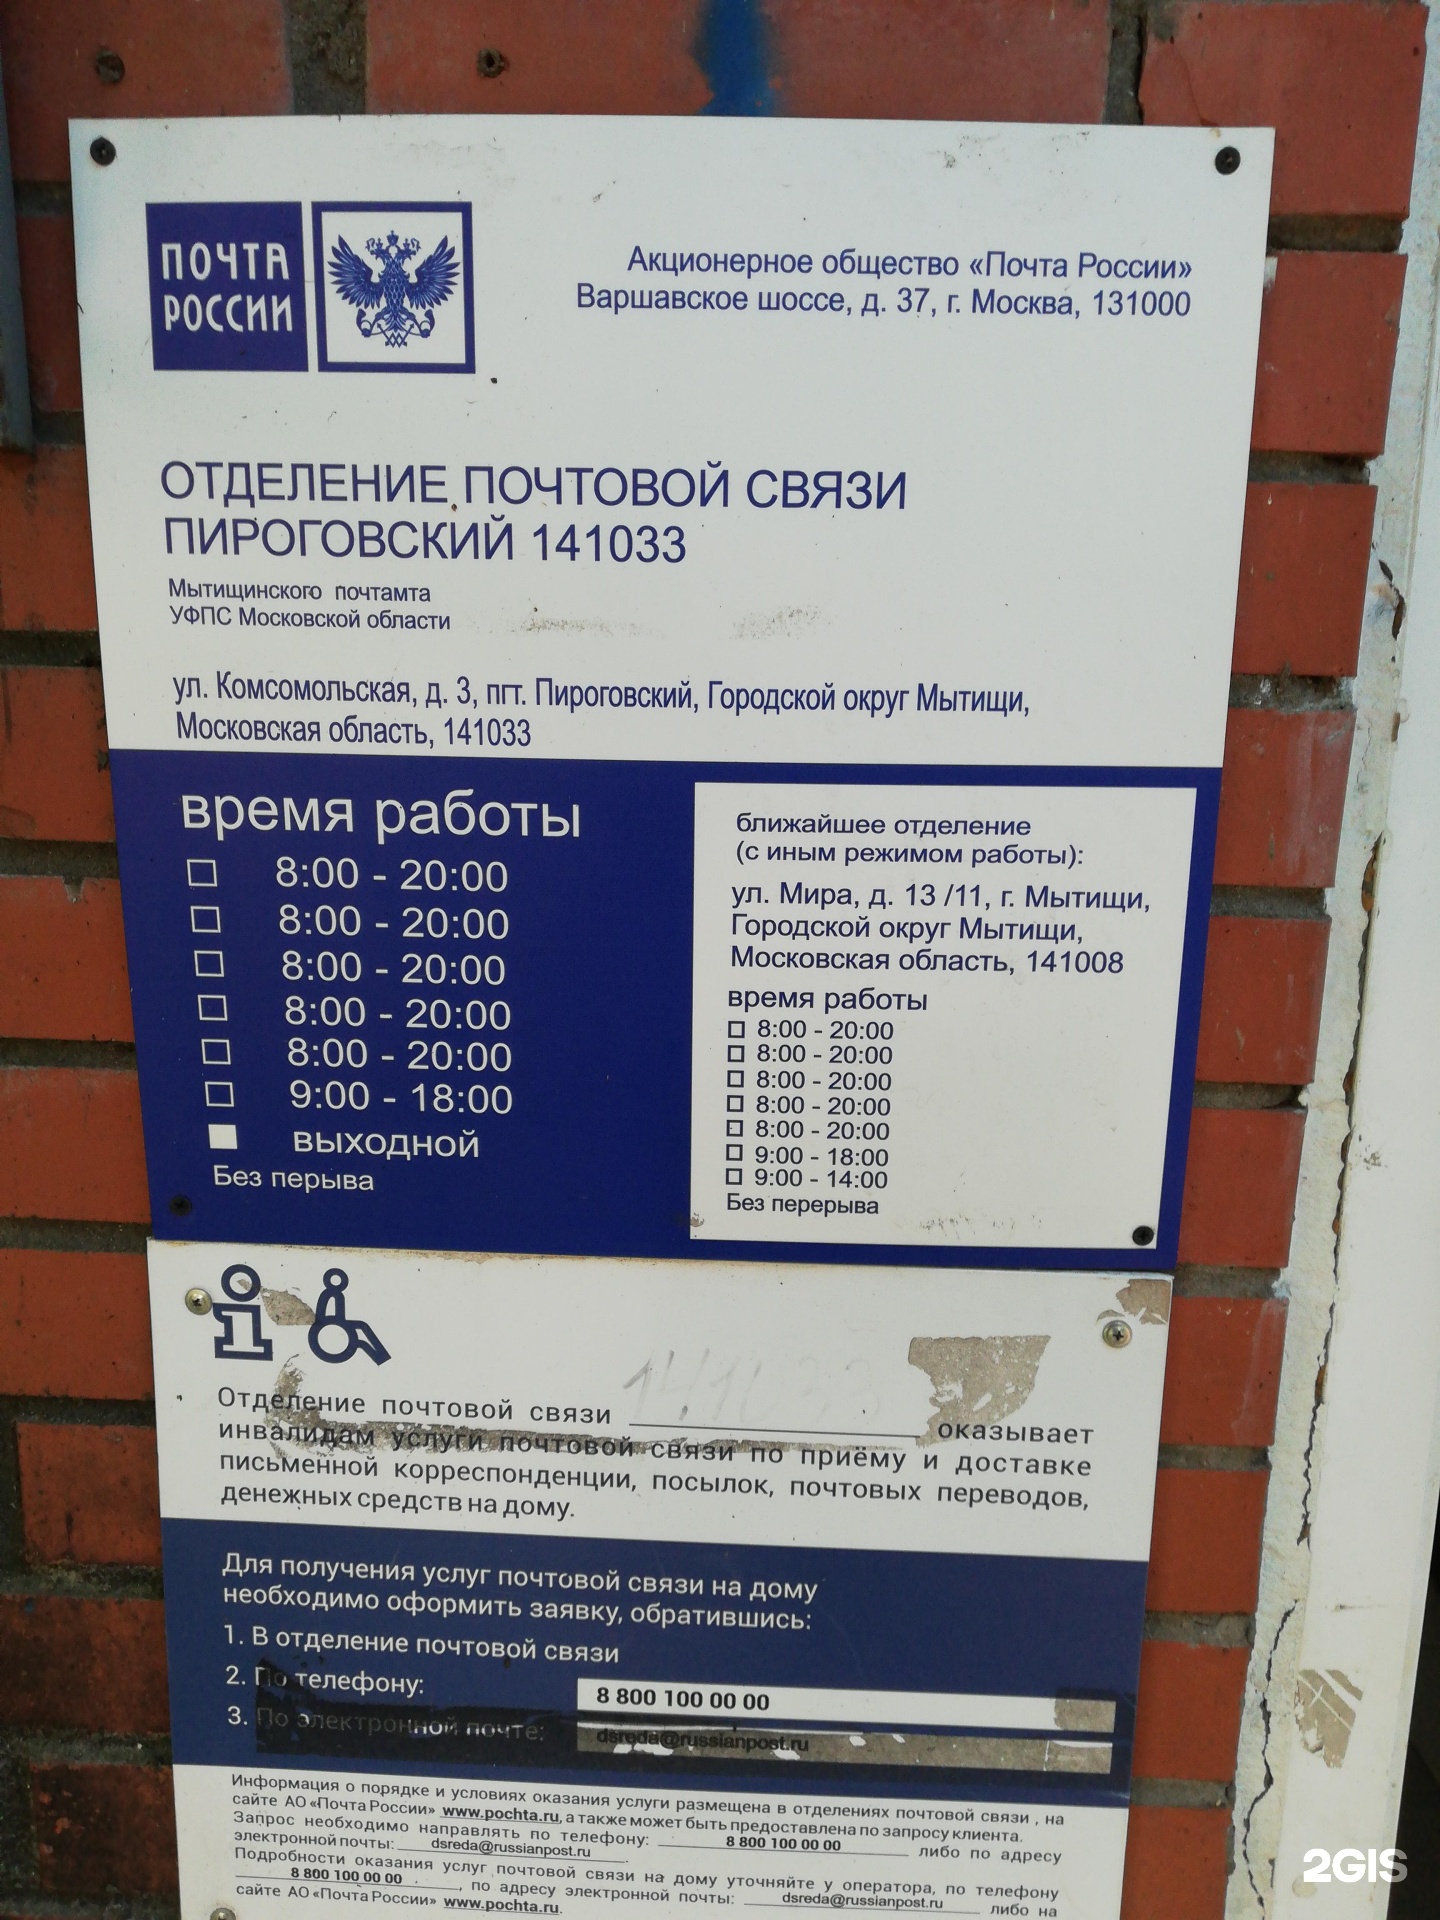 ПОЧТА
РОССИИ
Акционерное общество «Почта России»
Варшавское шоссе, д. 37, г. Москва, 131000
ОТДЕЛЕНИЕ ПОЧТОВОЙ СВЯЗИ
ПИРОГОВСКИЙ 141033
Мытищинского почтамта
УФПС Московской области
ул. Комсомольская, д. 3, пгт. Пироговский, Городской округ Мытищи,
Московская область, 141033
время работы
8:00 - 20:00
8:00 - 20:00
8:00 - 20:00
8:00 - 20:00
8:00 - 20:00
9:00 - 18:00
выходной
Без перыва
ближайшее отделение
(с иным режимом работы):
ул. Мира, д. 13 /11, г. Мытищи,
Городской округ Мытищи,
Московская область, 141008
время работы
8:00 - 20:00
8:00 - 20:00
8:00 - 20:00
8:00 - 20:00
8:00 - 20:00
9:00 - 18:00
9:00 - 14:00
Без перерыва
Отделение почтовой связи оказывает
инвалидам услуги почтовой связи по приёму и доставке
письменной корреспонденции, посылок, почтовых переводов,
денежных средств на дому.
Для получения услуг почтовой связи на дому
необходимо оформить заявку, обратившись:
1. В отделение почтовой связи
2. По телефону: 8 800 100 00 00
3. По электронной почте: dsreda@russianpost.ru
Информация о порядке и условиях оказания услуги размещена в отделениях почтовой связи , на
сайте АО «Почта России» www.pochta.ru, а также может быть предоставлена по запросу клиента.
Запрос необходимо направлять по телефону: 8 800 100 00 00 либо по адресу
электронной почты: dsreda@russianpost.ru.
Подробности оказания услуг почтовой связи на дому уточняйте у оператора, по телефону
8 800 100 00 00, по адресу электронной почты: dsreda@russianpost.ru либо на
сайте АО «Почта России» www.pochta.ru.
2GIS